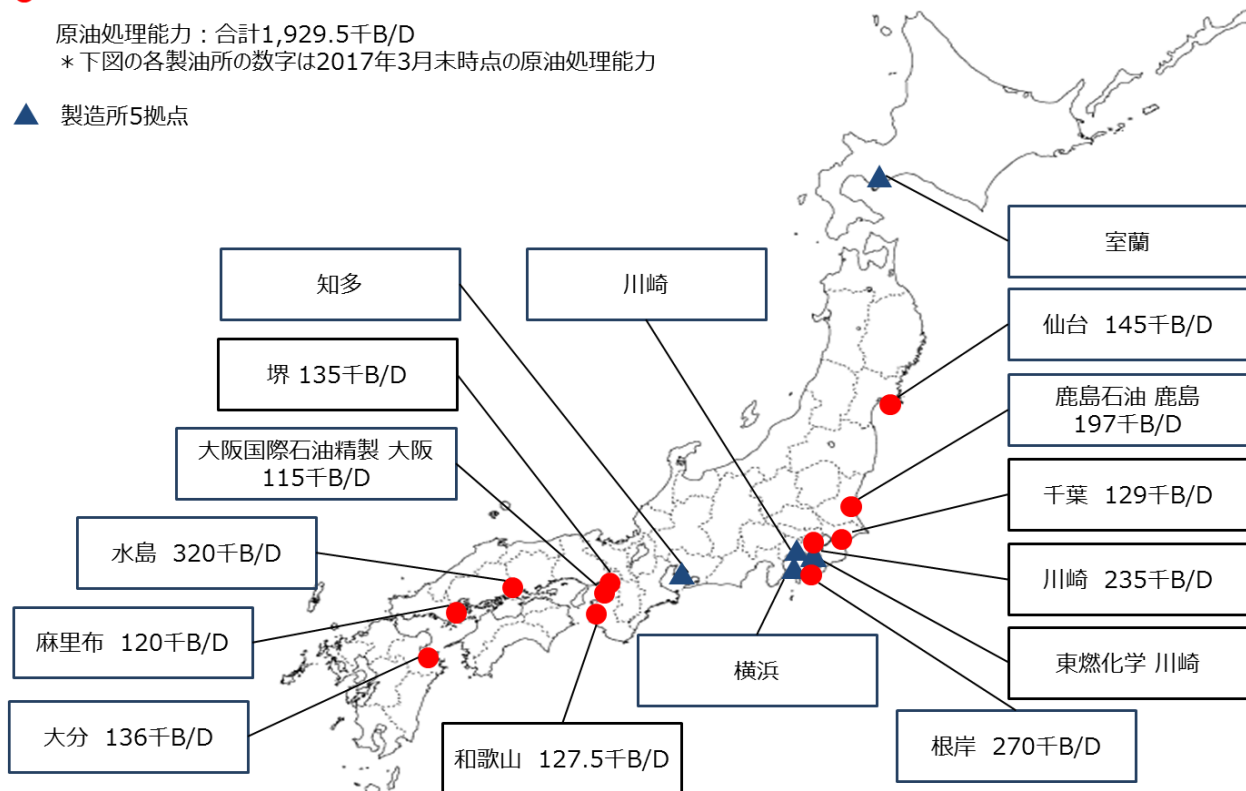 原油処理能力：合計1,929.5千B/D
＊下図の各製油所の数字は2017年3月末時点の原油処理能力
製造所5拠点
室蘭
知多
川崎
仙台 145千B/D
堺 135千B/D
鹿島石油 鹿島
197千B/D
大阪国際石油精製 大阪
115千B/D
千葉 129千B/D
水島 320千B/D
川崎 235千B/D
麻里布 120千B/D
横浜
東燃化学 川崎
大分 136千B/D
和歌山 127.5千B/D
根岸 270千B/D